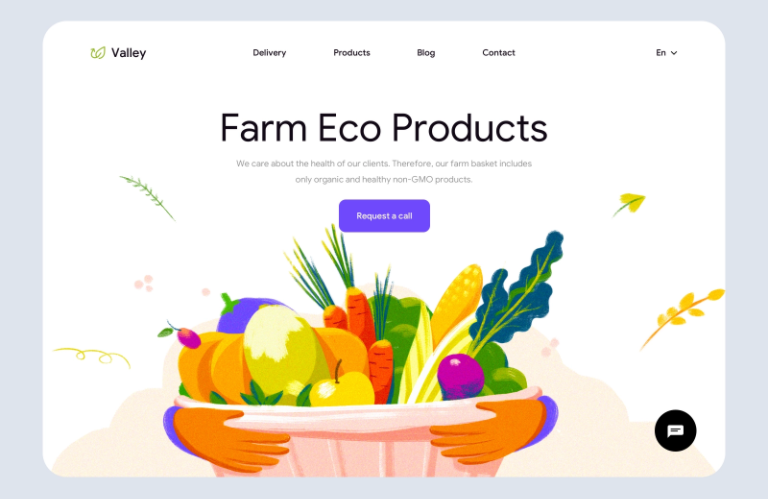 Valley
Delivery
Products
Blog
Contact
En
Farm Eco Products
We care about the health of our clients. Therefore, our farm basket includes
only organic and healthy non-GMO products.
Request a call